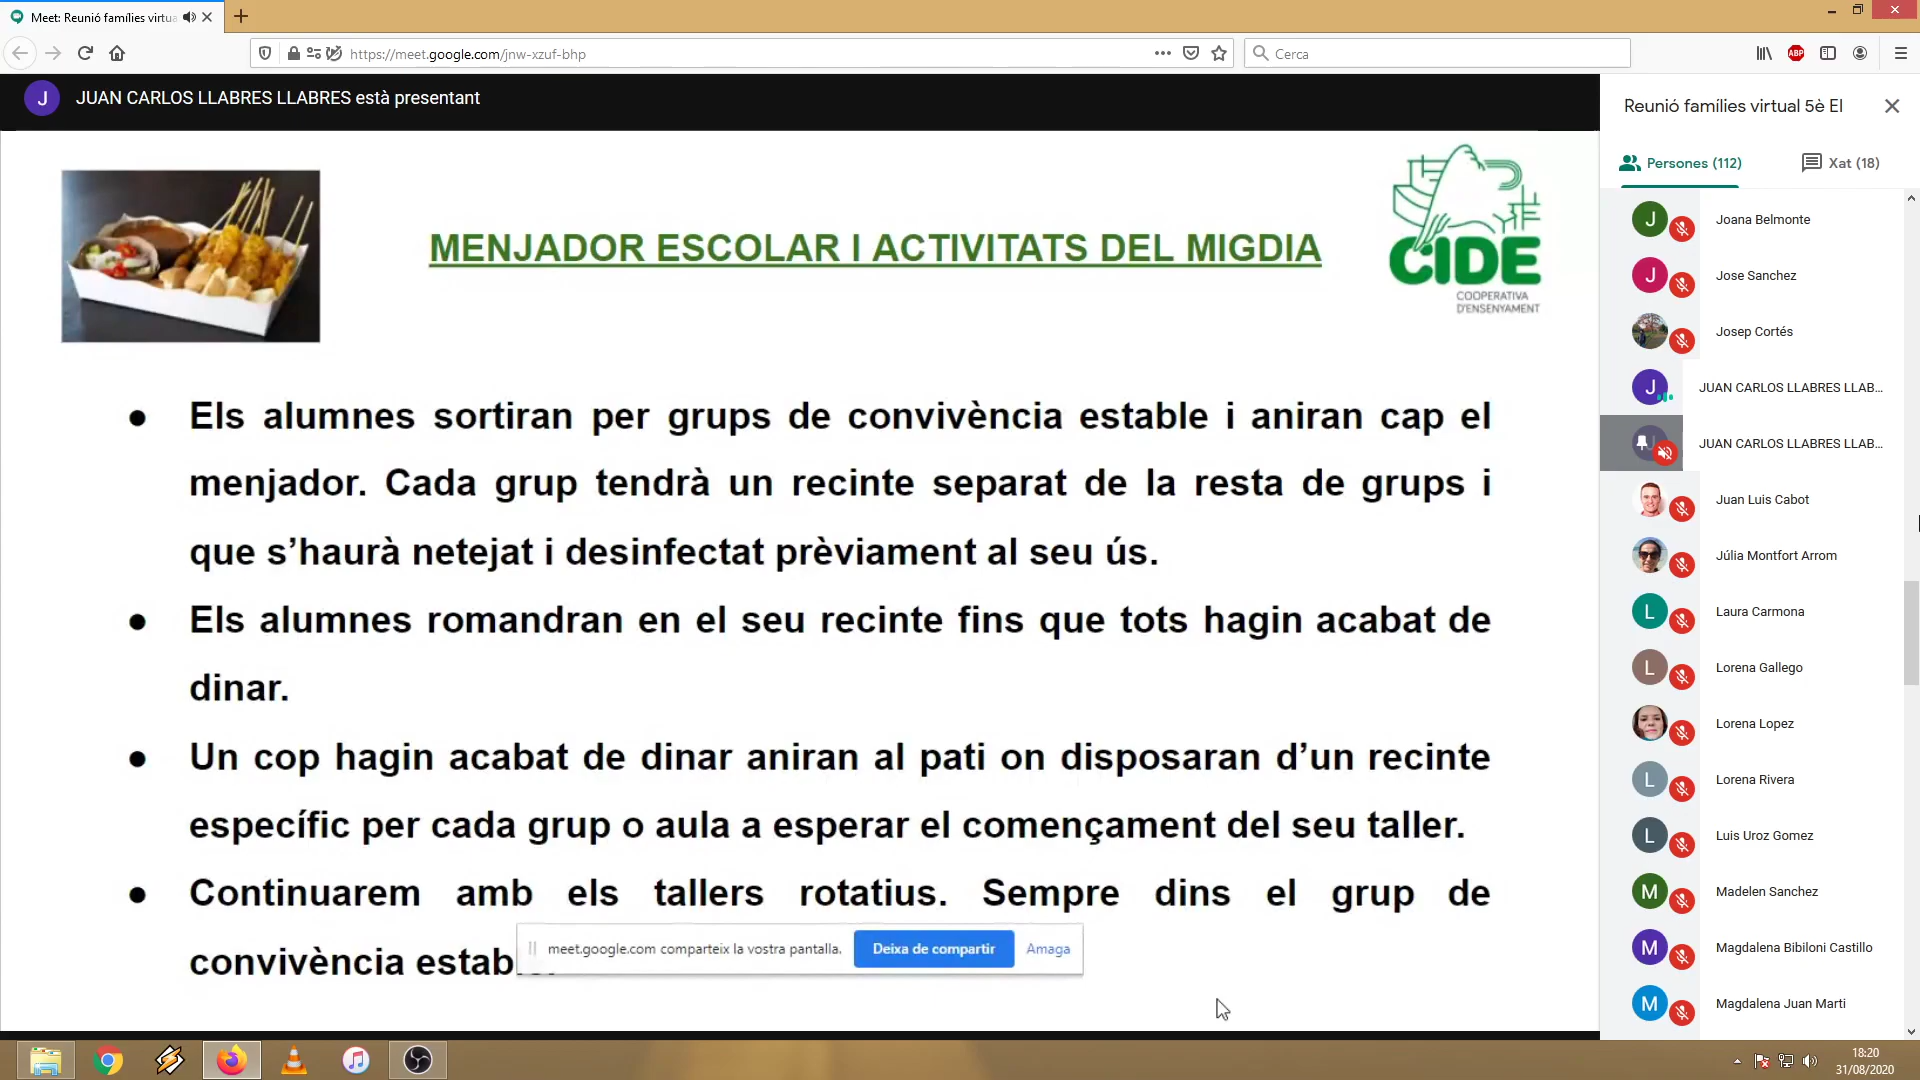 Meet: Reunió famílies virtua
https://meet.google.com/jnw-xzuf-bhp
Cerca
ABP
J
JUAN CARLOS LLABRES LLABRES està presentant
MENJADOR ESCOLAR I ACTIVITATS DEL MIGDIA
CIDE
COOPERATIVA
D'ENSENYAMENT
● Els alumnes sortiran per grups de convivència estable i aniran cap el
menjador. Cada grup tendrà un recinte separat de la resta de grups i
que s’haurà netejat i desinfectat prèviament al seu ús.
● Els alumnes romandran en el seu recinte fins que tots hagin acabat de
dinar.
● Un cop hagin acabat de dinar aniran al pati on disposaran d’un recinte
específic per cada grup o aula a esperar el començament del seu taller.
● Continuarem amb els tallers rotatius. Sempre dins el grup de
convivència
meet.google.com comparteix la vostra pantalla.
Deixa de compartir
Amaga
Reunió famílies virtual 5è EI
Persones (112)
Xat (18)
J Joana Belmonte
J Jose Sanchez
Josep Cortés
J JUAN CARLOS LLABRES LLAB...
JUAN CARLOS LLABRES LLAB...
Juan Luis Cabot
Júlia Montfort Arrom
L Laura Carmona
L Lorena Gallego
Lorena Lopez
L Lorena Rivera
L Luis Uroz Gomez
M Madelen Sanchez
M Magdalena Bibiloni Castillo
M Magdalena Juan Marti
18:20
31/08/2020